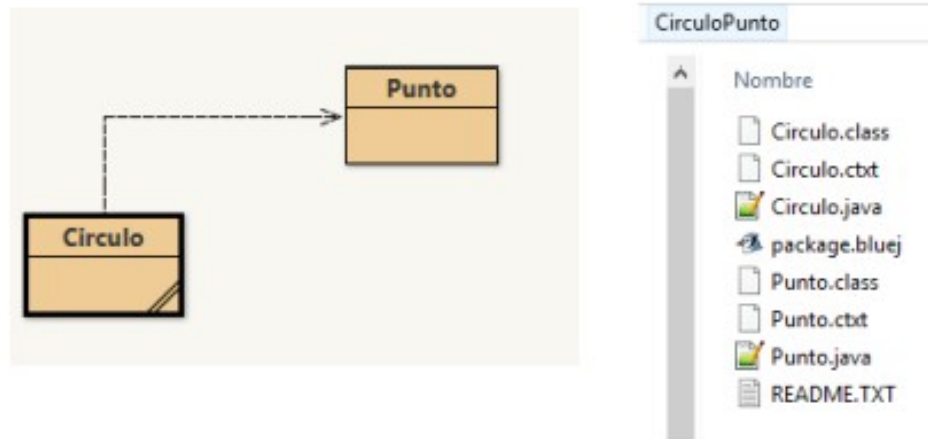 Punto
Circulo
CirculoPunto
Nombre
Circulo.class
Circulo.ctxt
Circulo.java
package.bluej
Punto.class
Punto.ctxt
Punto.java
README.TXT